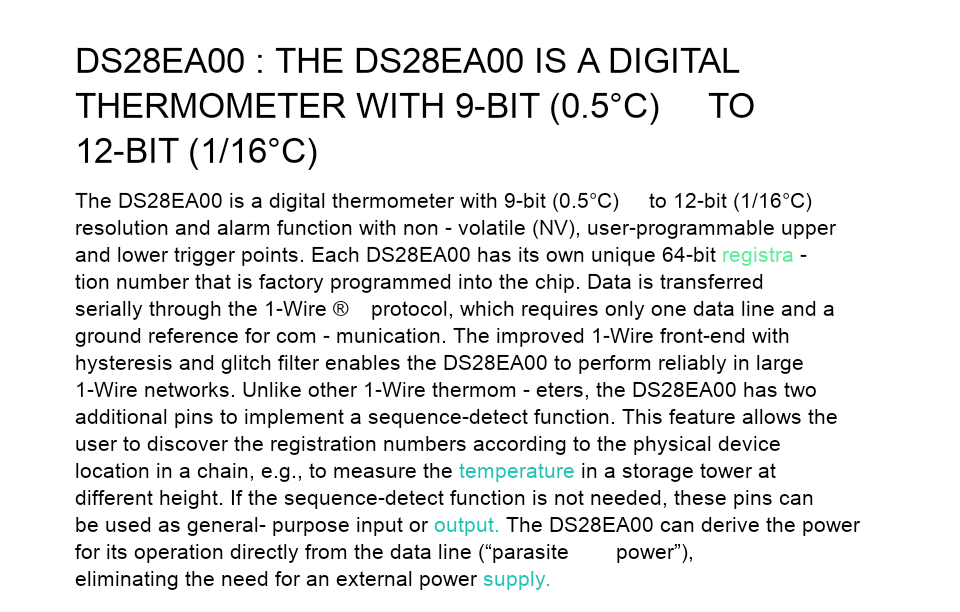 DS28EA00 : THE DS28EA00 IS A DIGITAL
THERMOMETER WITH 9-BIT (0.5°C) TO
12-BIT (1/16°C)
The DS28EA00 is a digital thermometer with 9-bit (0.5°C) to 12-bit (1/16°C)
resolution and alarm function with non - volatile (NV), user-programmable upper
and lower trigger points. Each DS28EA00 has its own unique 64-bit registra -
tion number that is factory programmed into the chip. Data is transferred
serially through the 1-Wire ® protocol, which requires only one data line and a
ground reference for com - munication. The improved 1-Wire front-end with
hysteresis and glitch filter enables the DS28EA00 to perform reliably in large
1-Wire networks. Unlike other 1-Wire thermom - eters, the DS28EA00 has two
additional pins to implement a sequence-detect function. This feature allows the
user to discover the registration numbers according to the physical device
location in a chain, e.g., to measure the temperature in a storage tower at
different height. If the sequence-detect function is not needed, these pins can
be used as general- purpose input or output. The DS28EA00 can derive the power
for its operation directly from the data line (“parasite power”),
eliminating the need for an external power supply.